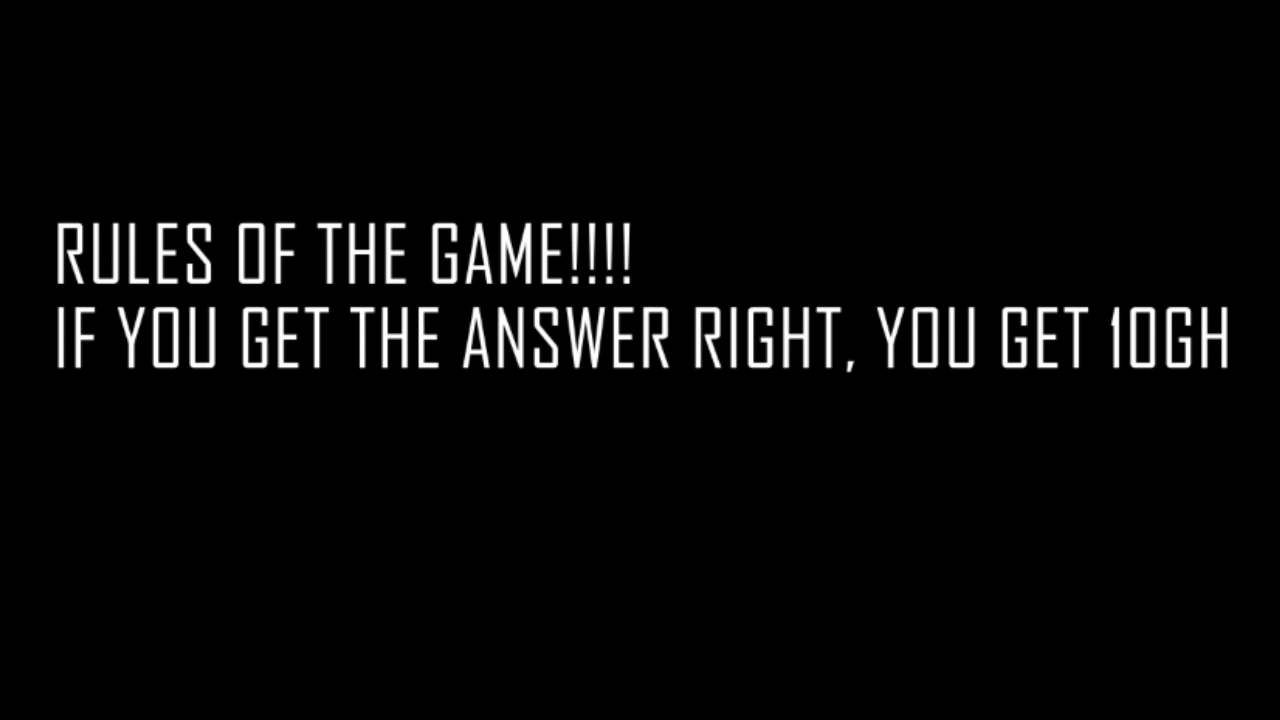 RULES OF THE GAME!!!!
IF YOU GET THE ANSWER RIGHT, YOU GET 10GH